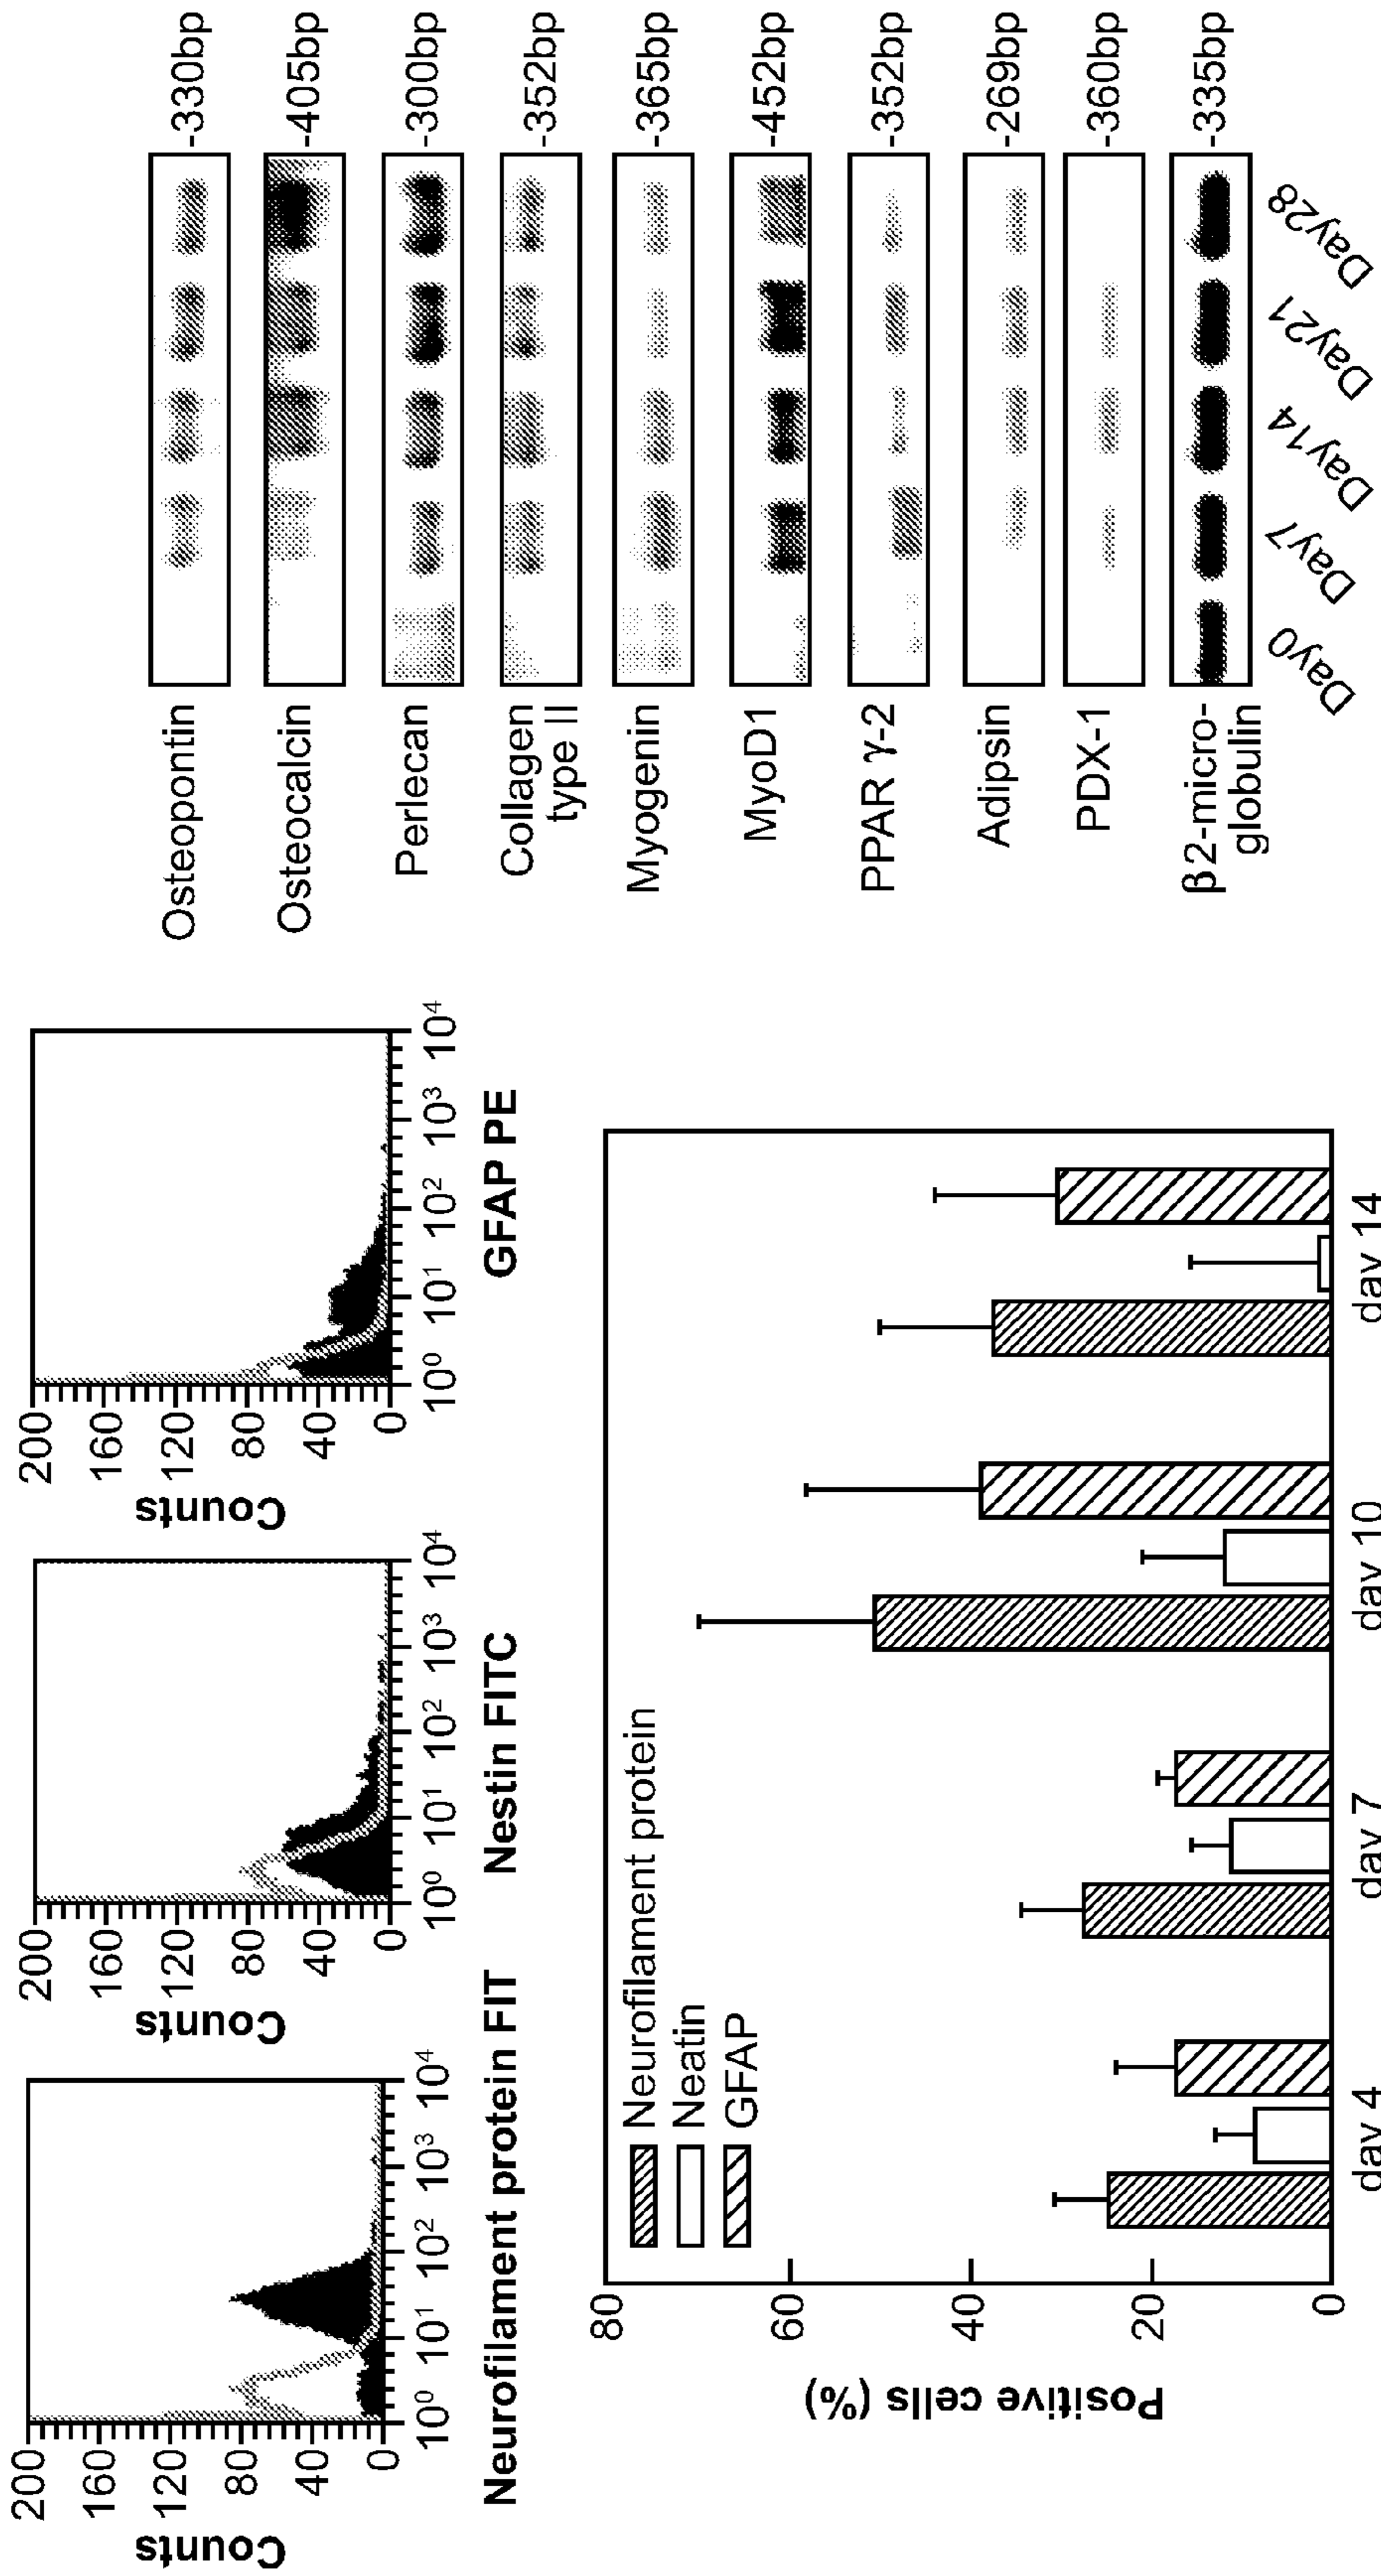 200
160
120
80
40
0
Counts
10⁰ 10¹ 10² 10³ 10⁴
Neurofilament protein FIT
200
160
120
80
40
0
Counts
10⁰ 10¹ 10² 10³ 10⁴
Nestin FITC
200
160
120
80
40
0
Counts
10⁰ 10¹ 10² 10³ 10⁴
GFAP PE
80
60
40
20
0
Positive cells (%)
Neurofilament protein
Neatin
GFAP
day 4 day 7 day 10 day 14
Osteopontin -330bp
Osteocalcin -405bp
Perlecan -300bp
Collagen
type II -352bp
Myogenin -365bp
MyoD1 -452bp
PPAR γ-2 -352bp
Adipsin -269bp
PDX-1 -360bp
β2-micro-
globulin -335bp
Day0 Day7 Day14 Day21 Day28